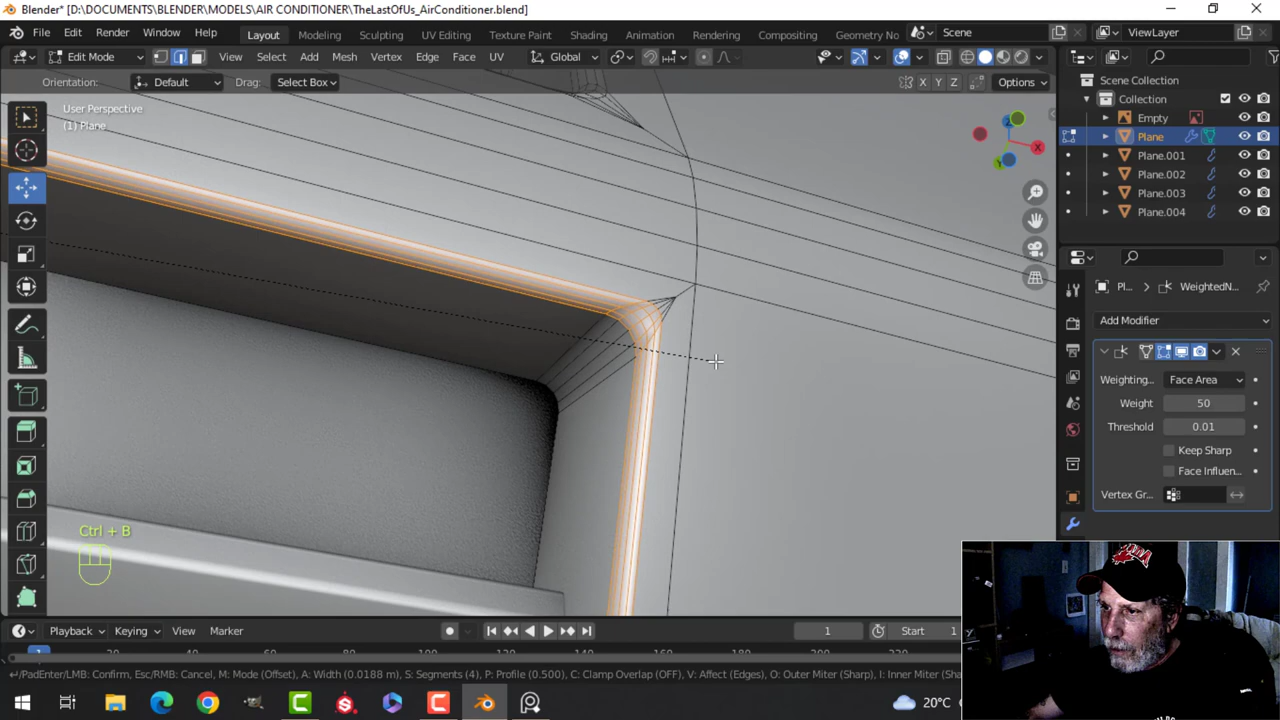 Blender* [D:\DOCUMENTS\BLENDER\MODELS\AIR CONDITIONER\TheLastOfUs_AirConditioner.blend]
File Edit Render Window Help Layout Modeling Sculpting UV Editing Texture Paint Shading Animation Rendering Compositing Geometry No Scene ViewLayer
Edit Mode View Select Add Mesh Vertex Edge Face UV Global
Orientation: Default Drag: Select Box X Y Z Options
User Perspective
(1) Plane
Scene Collection
Collection
Empty
Plane
Plane.001
Plane.002
Plane.003
Plane.004
Pl... WeightedN...
Add Modifier
Weighting... Face Area
Weight 50
Threshold 0.01
Keep Sharp
Face Influen...
Vertex Gr...
Ctrl + B
Playback Keying View Marker 1 Start 1
↵/PadEnter/LMB: Confirm, Esc/RMB: Cancel, M: Mode (Offset), A: Width (0.0188 m), S: Segments (4), P: Profile (0.500), C: Clamp Overlap (OFF), V: Affect (Edges), O: Outer Miter (Sharp), I: Inner Miter (Sharp)
20°C